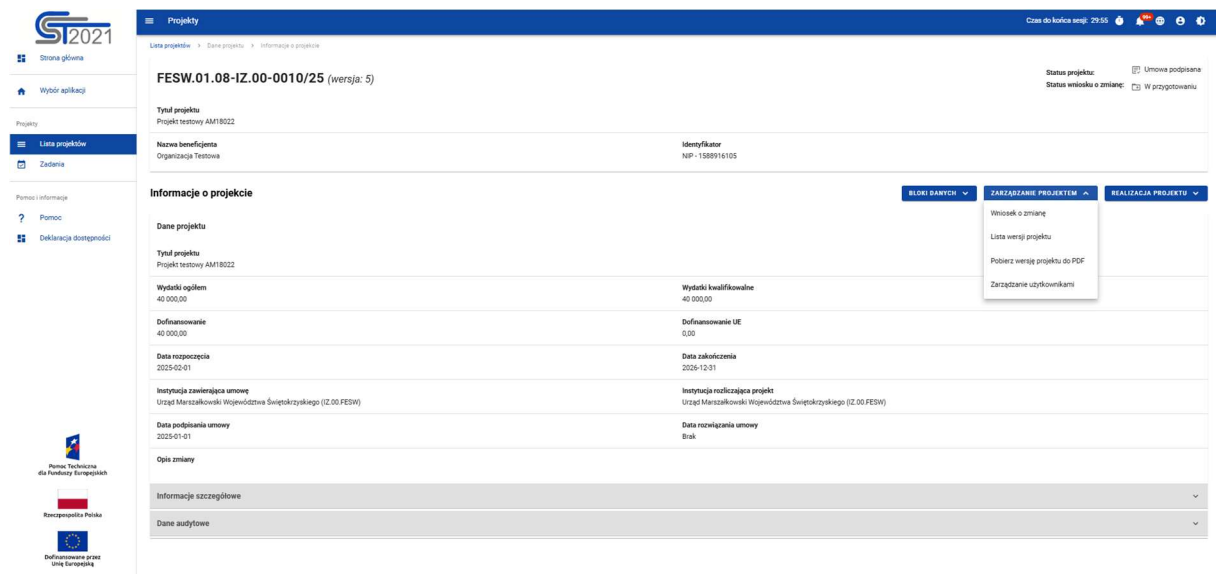 CST2021
Strona główna
Wybór aplikacji
Projekty
Lista projektów
Zadania
Pomoc i informacje
? Pomoc
Deklaracja dostępności
Pomoc Techniczna
dla Funduszy Europejskich
Rzeczpospolita Polska
Dofinansowane przez
Unię Europejską
Projekty
Czas do końca sesji: 29:55
99+
Lista projektów > Dane projektu > Informacje o projekcie
FESW.01.08-IZ.00-0010/25 (wersja: 5)
Status projektu: Umowa podpisana
Status wniosku o zmianę: W przygotowaniu
Tytuł projektu
Projekt testowy AM18022
Nazwa beneficjenta Identyfikator
Organizacja Testowa NIP - 1588916105
Informacje o projekcie
BLOKI DANYCH ZARZĄDZANIE PROJEKTEM REALIZACJA PROJEKTU
Wniosek o zmianę
Lista wersji projektu
Pobierz wersję projektu do PDF
Zarządzanie użytkownikami
Dane projektu
Tytuł projektu
Projekt testowy AM18022
Wydatki ogółem Wydatki kwalifikowalne
40 000,00 40 000,00
Dofinansowanie Dofinansowanie UE
40 000,00 0,00
Data rozpoczęcia Data zakończenia
2025-02-01 2026-12-31
Instytucja zawierająca umowę Instytucja rozliczająca projekt
Urząd Marszałkowski Województwa Świętokrzyskiego (IZ.00.FESW) Urząd Marszałkowski Województwa Świętokrzyskiego (IZ.00.FESW)
Data podpisania umowy Data rozwiązania umowy
2025-01-01 Brak
Opis zmiany
Informacje szczegółowe
Dane audytowe